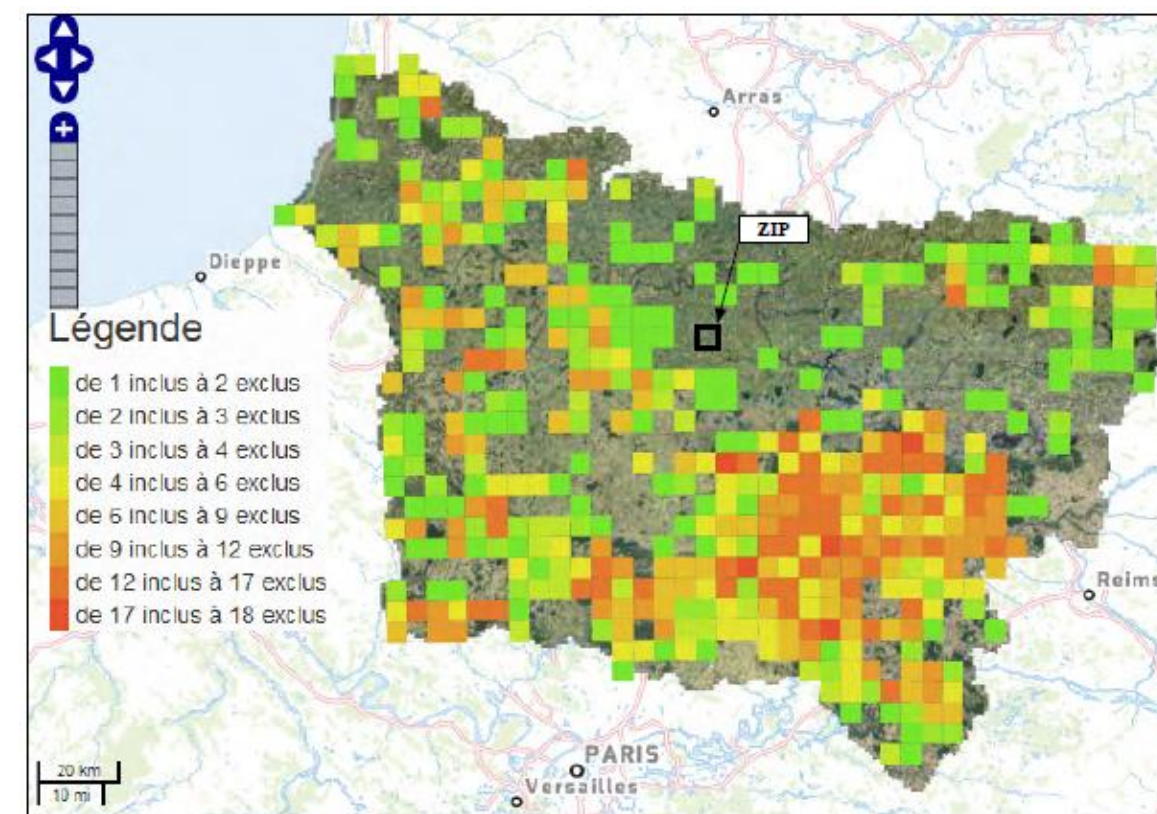 Arras
ZIP
Dieppe
Légende
de 1 inclus à 2 exclus
de 2 inclus à 3 exclus
de 3 inclus à 4 exclus
de 4 inclus à 6 exclus
de 6 inclus à 9 exclus
de 9 inclus à 12 exclus
de 12 inclus à 17 exclus
de 17 inclus à 18 exclus
Reims
20 km
10 mi
PARIS
Versailles